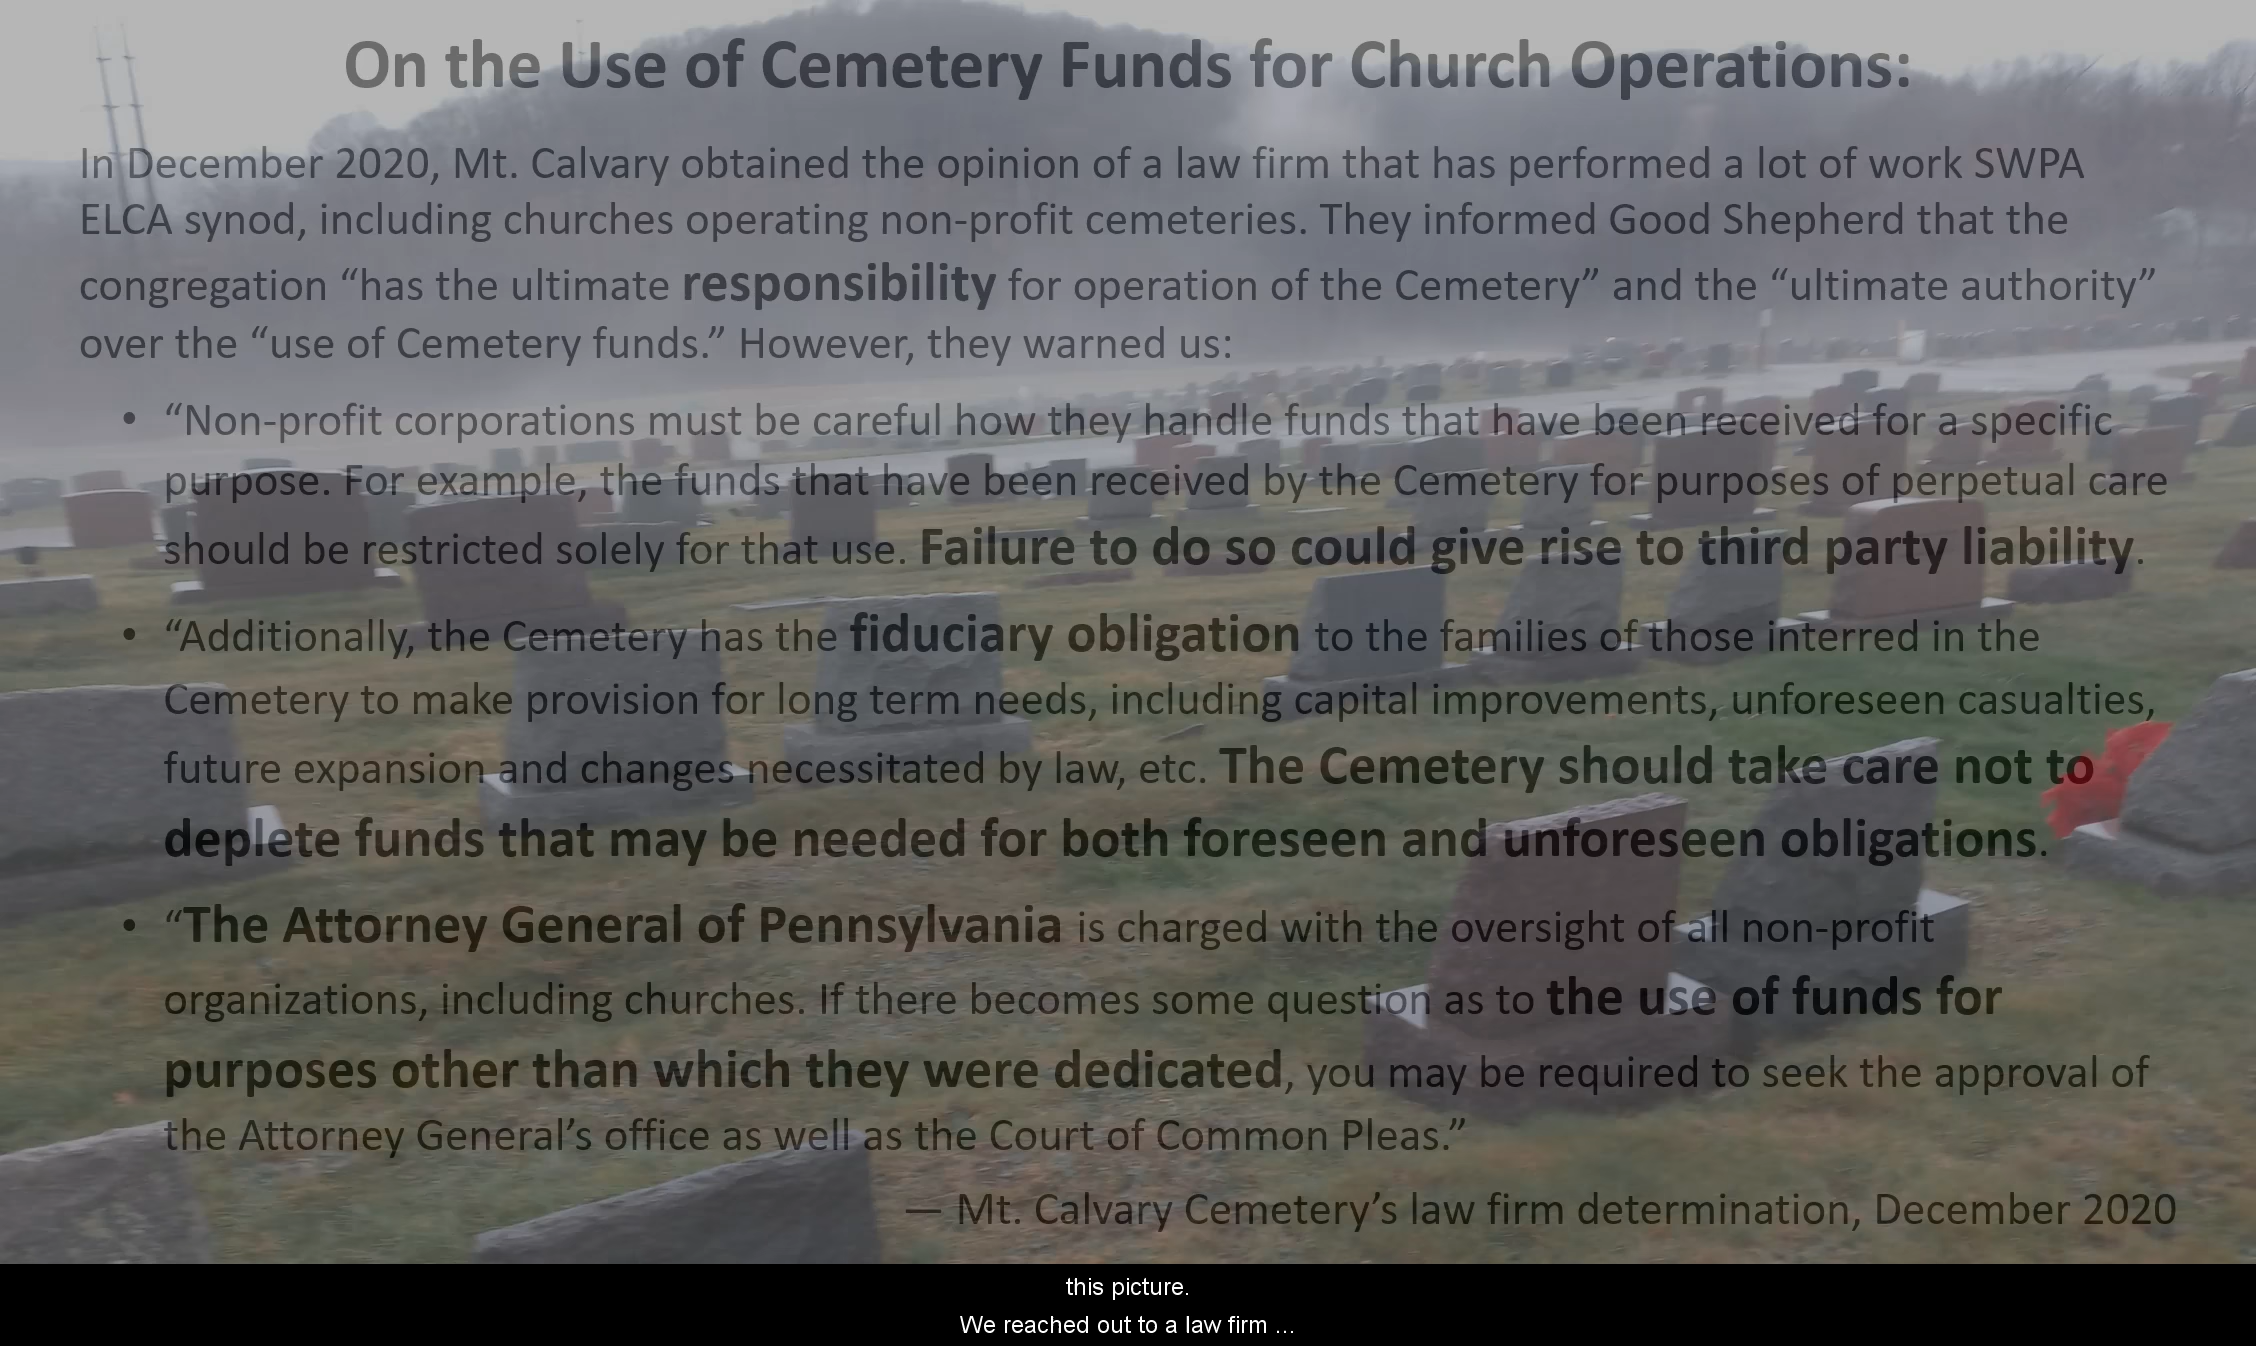 On the Use of Cemetery Funds for Church Operations:
In December 2020, Mt. Calvary obtained the opinion of a law firm that has performed a lot of work SWPA
ELCA synod, including churches operating non-profit cemeteries. They informed Good Shepherd that the
congregation “has the ultimate responsibility for operation of the Cemetery” and the “ultimate authority”
over the “use of Cemetery funds.” However, they warned us:
• “Non-profit corporations must be careful how they handle funds that have been received for a specific
purpose. For example, the funds that have been received by the Cemetery for purposes of perpetual care
should be restricted solely for that use. Failure to do so could give rise to third party liability.
• “Additionally, the Cemetery has the fiduciary obligation to the families of those interred in the
Cemetery to make provision for long term needs, including capital improvements, unforeseen casualties,
future expansion and changes necessitated by law, etc. The Cemetery should take care not to
deplete funds that may be needed for both foreseen and unforeseen obligations.
• “The Attorney General of Pennsylvania is charged with the oversight of all non-profit
organizations, including churches. If there becomes some question as to the use of funds for
purposes other than which they were dedicated, you may be required to seek the approval of
the Attorney General’s office as well as the Court of Common Pleas.”
— Mt. Calvary Cemetery’s law firm determination, December 2020
this picture.
We reached out to a law firm ...